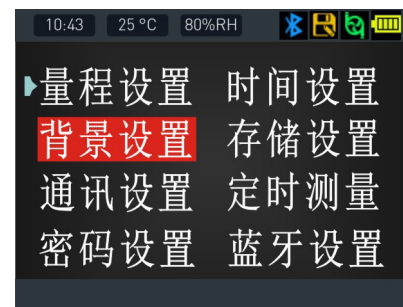 10:43 25 °C 80%RH
量程设置 时间设置
背景设置 存储设置
通讯设置 定时测量
密码设置 蓝牙设置